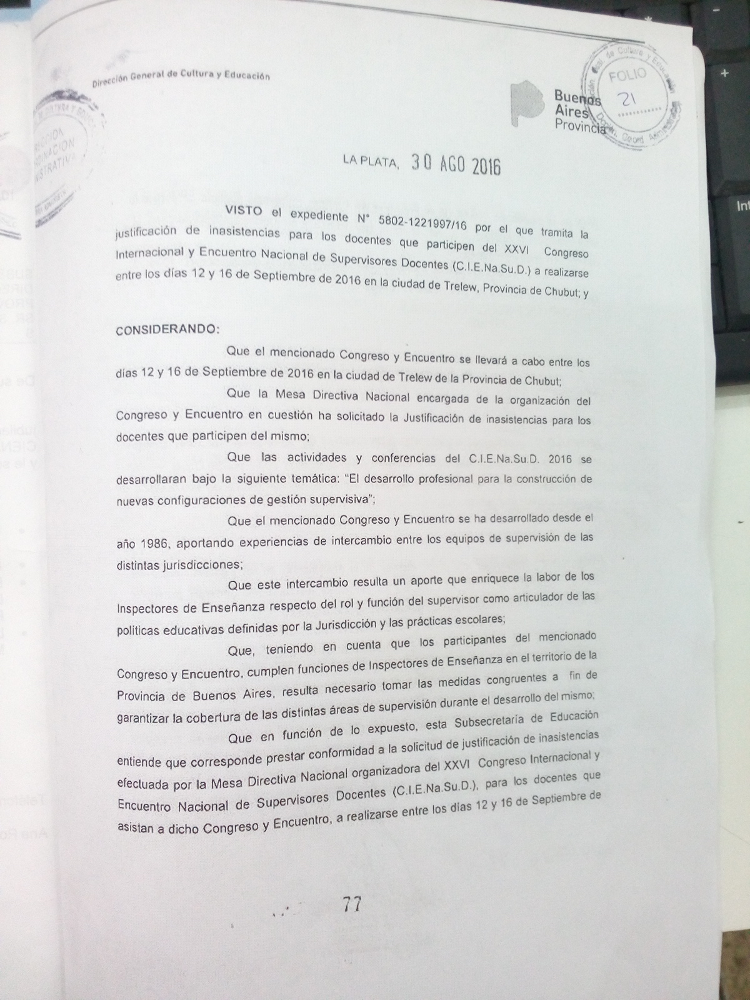 Dirección General de Cultura y Educación
FOLIO
21
Buenos
Aires
Provincia
LA PLATA, 30 AGO 2016
VISTO el expediente N° 5802-1221997/16 por el que tramita la
justificación de inasistencias para los docentes que participen del XXVI Congreso
Internacional y Encuentro Nacional de Supervisores Docentes (C.I.E.Na.Su.D.) a realizarse
entre los días 12 y 16 de Septiembre de 2016 en la ciudad de Trelew, Provincia de Chubut; y
CONSIDERANDO:
Que el mencionado Congreso y Encuentro se llevará a cabo entre los
días 12 y 16 de Septiembre de 2016 en la ciudad de Trelew de la Provincia de Chubut;
Que la Mesa Directiva Nacional encargada de la organización del
Congreso y Encuentro en cuestión ha solicitado la Justificación de inasistencias para los
docentes que participen del mismo;
Que las actividades y conferencias del C.I.E.Na.Su.D. 2016 se
desarrollaran bajo la siguiente temática: “El desarrollo profesional para la construcción de
nuevas configuraciones de gestión supervisiva”;
Que el mencionado Congreso y Encuentro se ha desarrollado desde el
año 1986, aportando experiencias de intercambio entre los equipos de supervisión de las
distintas jurisdicciones;
Que este intercambio resulta un aporte que enriquece la labor de los
Inspectores de Enseñanza respecto del rol y función del supervisor como articulador de las
políticas educativas definidas por la Jurisdicción y las prácticas escolares;
Que, teniendo en cuenta que los participantes del mencionado
Congreso y Encuentro, cumplen funciones de Inspectores de Enseñanza en el territorio de la
Provincia de Buenos Aires, resulta necesario tomar las medidas congruentes a fin de
garantizar la cobertura de las distintas áreas de supervisión durante el desarrollo del mismo;
Que en función de lo expuesto, esta Subsecretaría de Educación
entiende que corresponde prestar conformidad a la solicitud de justificación de inasistencias
efectuada por la Mesa Directiva Nacional organizadora del XXVI Congreso Internacional y
Encuentro Nacional de Supervisores Docentes (C.I.E.Na.Su.D.), para los docentes que
asistan a dicho Congreso y Encuentro, a realizarse entre los días 12 y 16 de Septiembre de
77